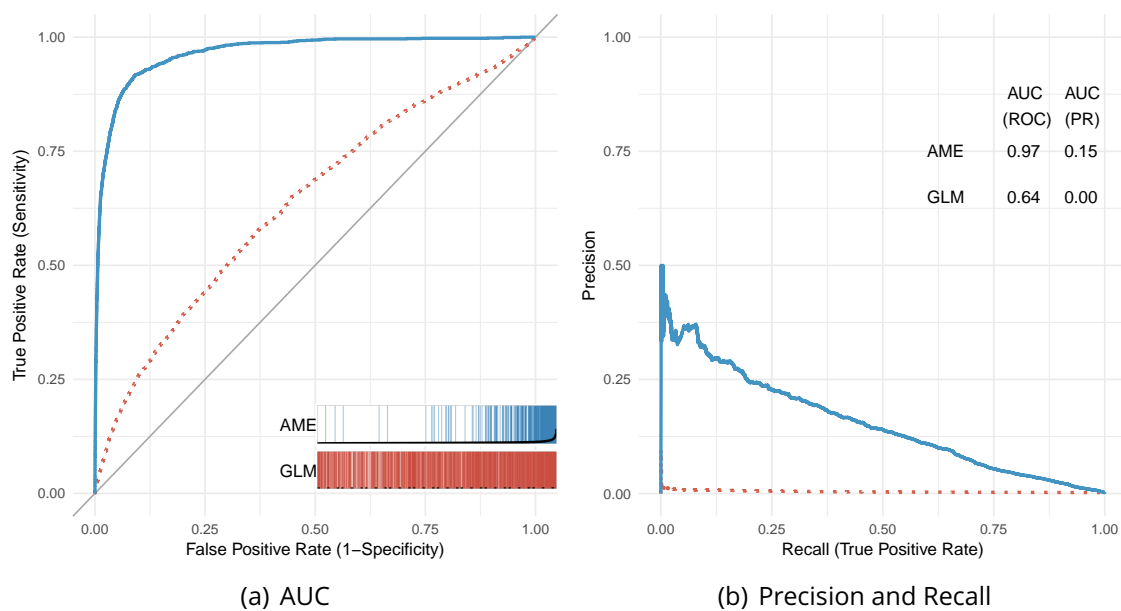 1.00
0.75
0.50
0.25
0.00
True Positive Rate (Sensitivity)
AME
GLM
0.00 0.25 0.50 0.75 1.00
False Positive Rate (1−Specificity)
(a) AUC
1.00
0.75
0.50
0.25
0.00
Precision
AUC AUC
(ROC) (PR)
AME 0.97 0.15
GLM 0.64 0.00
0.00 0.25 0.50 0.75 1.00
Recall (True Positive Rate)
(b) Precision and Recall